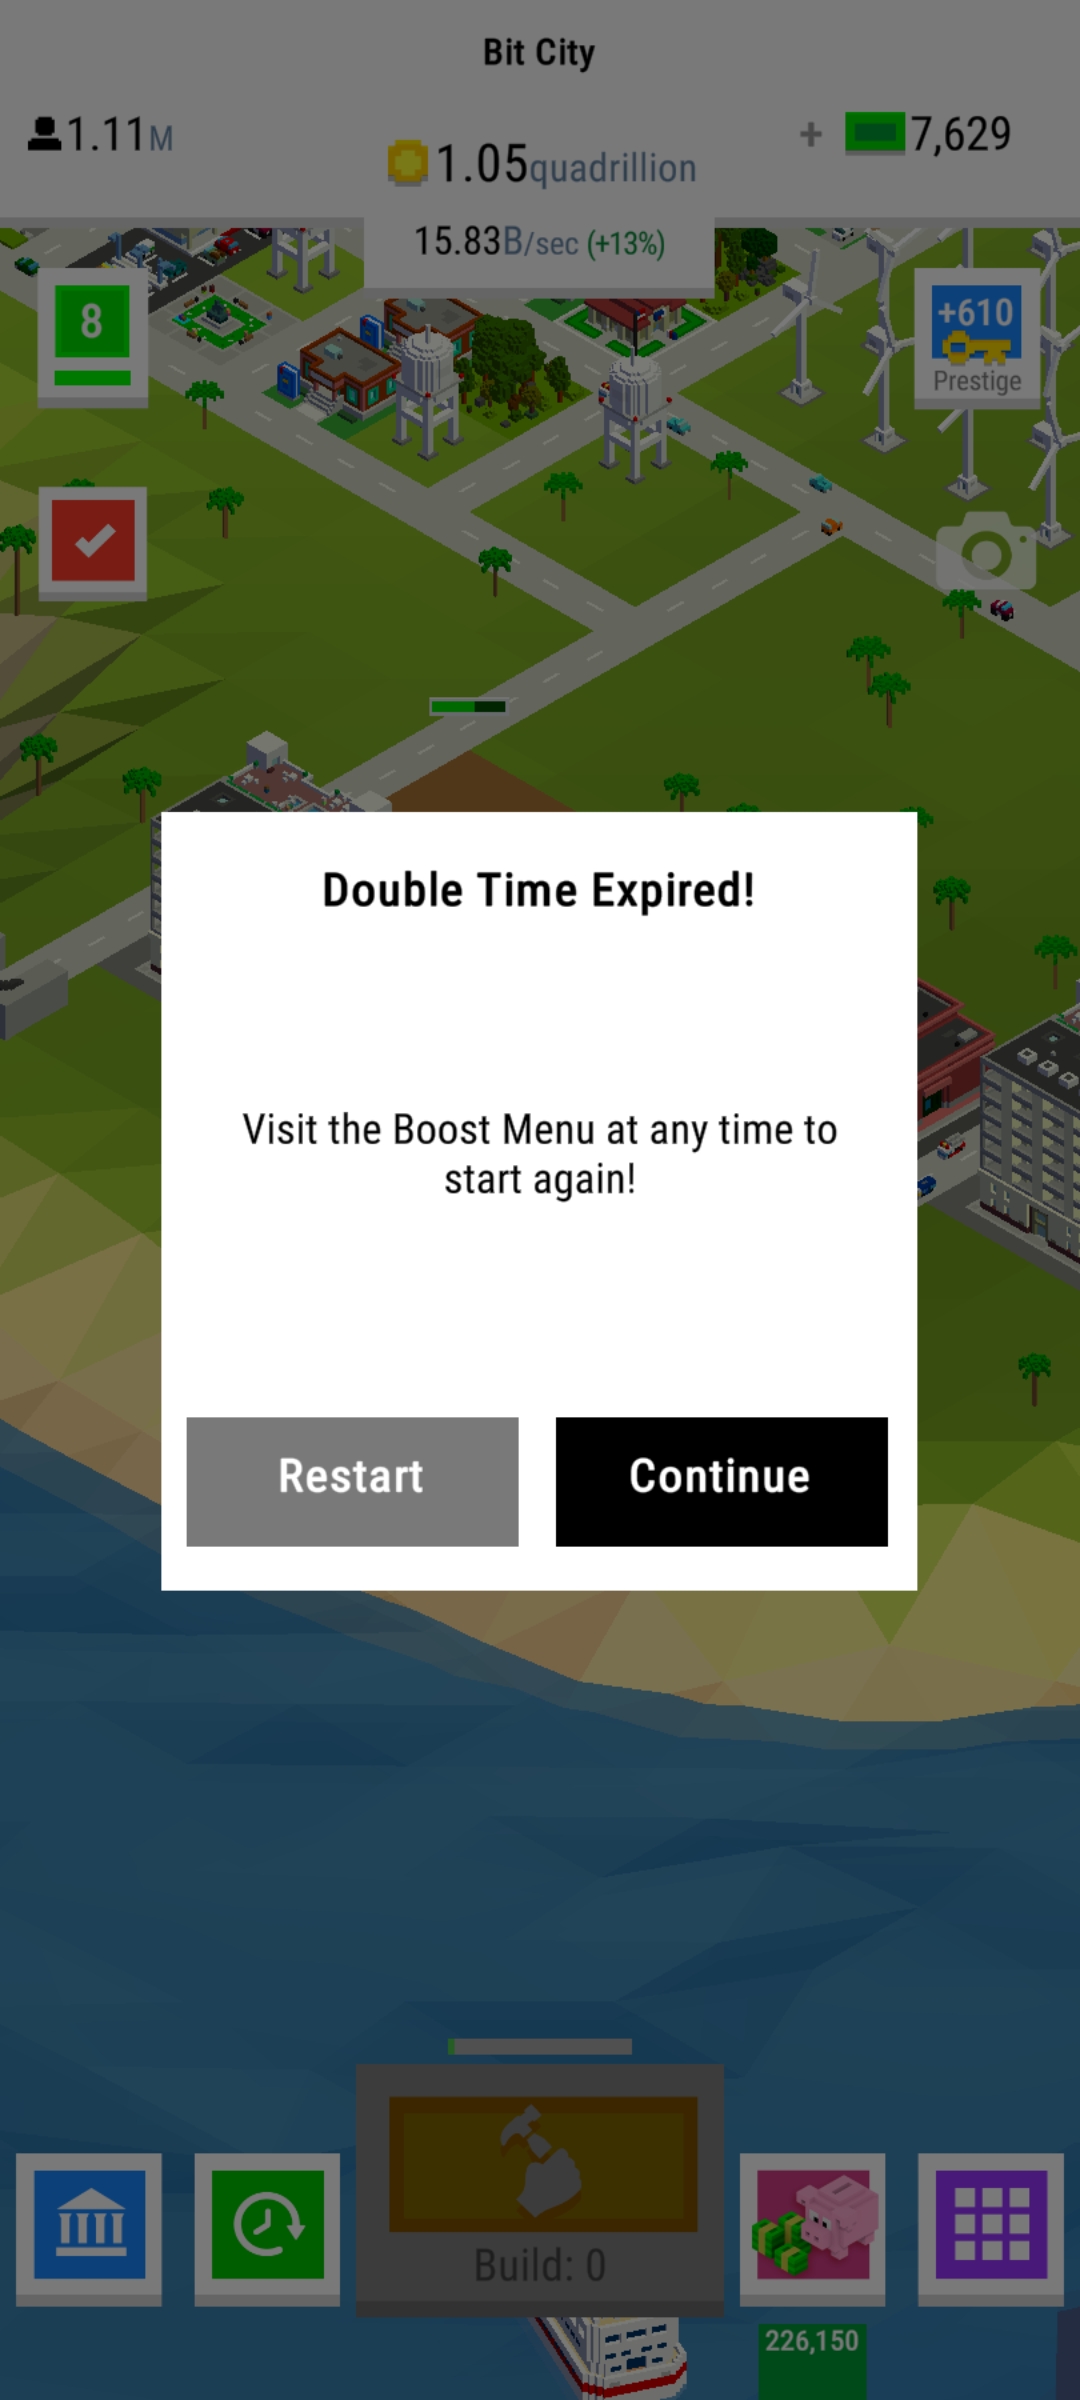 Bit City
1.11M
1.05quadrillion
+ 7,629
15.83B/sec (+13%)
8
+610
Prestige
Double Time Expired!
Visit the Boost Menu at any time to
start again!
Restart
Continue
Build: 0
226,150